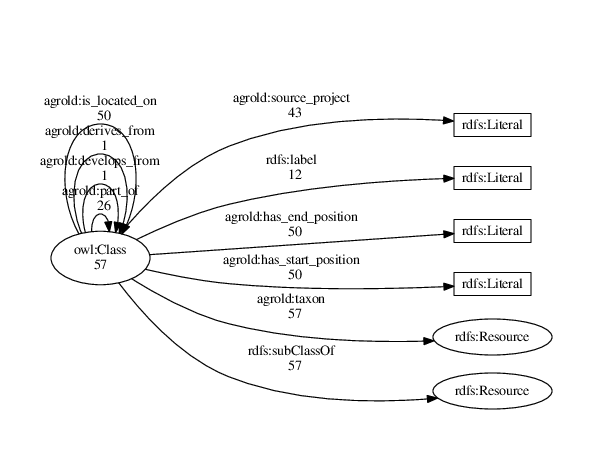 agrold:is_located_on
50
agrold:derives_from
1
agrold:develops_from
1
agrold:part_of
26
owl:Class
57
agrold:source_project
43
rdfs:Literal
rdfs:label
12
rdfs:Literal
agrold:has_end_position
50
rdfs:Literal
agrold:has_start_position
50
rdfs:Literal
agrold:taxon
57
rdfs:Resource
rdfs:subClassOf
57
rdfs:Resource